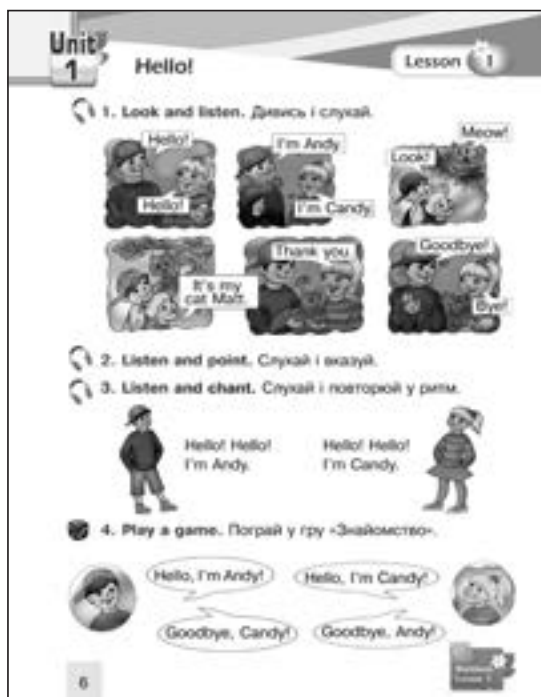 Unit 1
Hello!
Lesson 1
1. Look and listen. Дивись і слухай.
Hello!
Hello!
I'm Andy.
I'm Candy.
Meow!
Look!
It's my
cat Matt.
Thank you.
Goodbye!
Bye!
2. Listen and point. Слухай і вказуй.
3. Listen and chant. Слухай і повторюй у ритм.
Hello! Hello!
I'm Andy.
Hello! Hello!
I'm Candy.
4. Play a game. Пограй у гру «Знайомство».
Hello, I'm Andy!
Hello, I'm Candy!
Goodbye, Candy!
Goodbye, Andy!
6